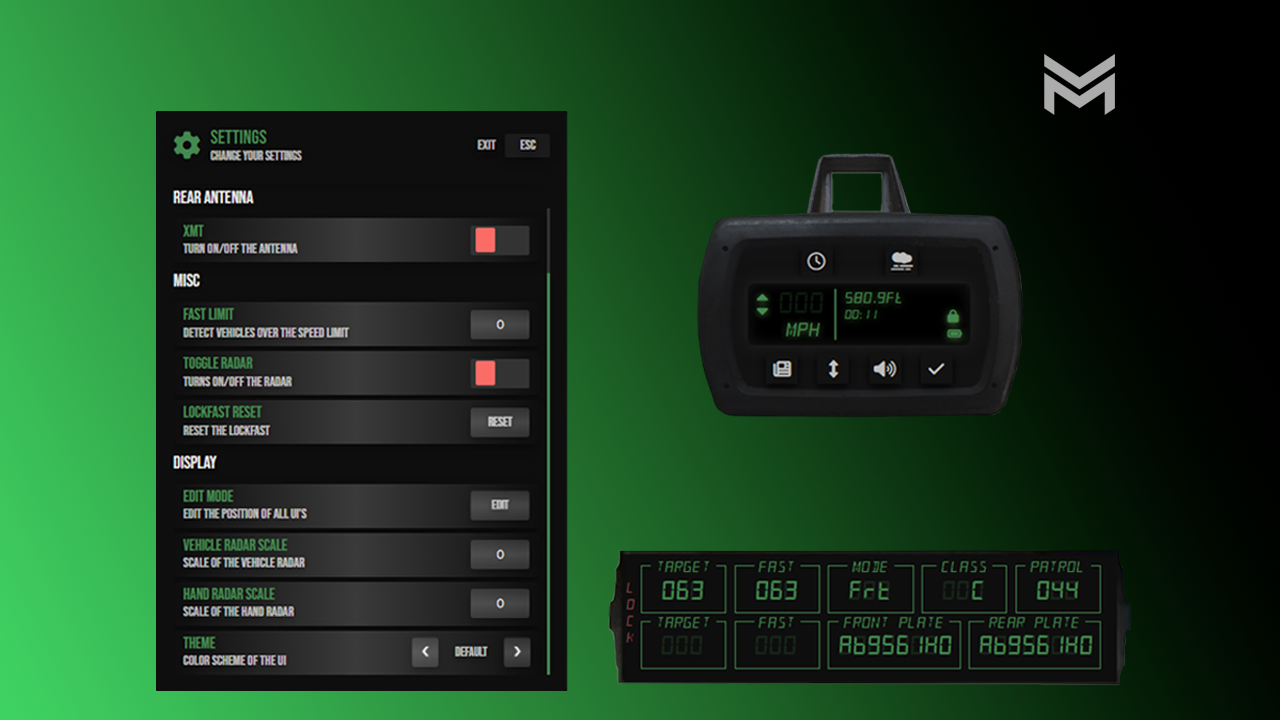 SETTINGS
CHANGE YOUR SETTINGS
EXIT ESC
REAR ANTENNA
XMT
TURN ON/OFF THE ANTENNA
MISC
FAST LIMIT
DETECT VEHICLES OVER THE SPEED LIMIT
0
TOGGLE RADAR
TURNS ON/OFF THE RADAR
LOCKFAST RESET
RESET THE LOCKFAST
RESET
DISPLAY
EDIT MODE
EDIT THE POSITION OF ALL UI'S
EDIT
VEHICLE RADAR SCALE
SCALE OF THE VEHICLE RADAR
0
HAND RADAR SCALE
SCALE OF THE HAND RADAR
0
THEME
COLOR SCHEME OF THE UI
DEFAULT
000
MPH
580.9Ft
00:11
LOCK
TARGET FAST MODE CLASS PATROL
063 063 Frt C 044
TARGET FAST FRONT PLATE REAR PLATE
000 000 Ab956 1HO Ab956 1HO